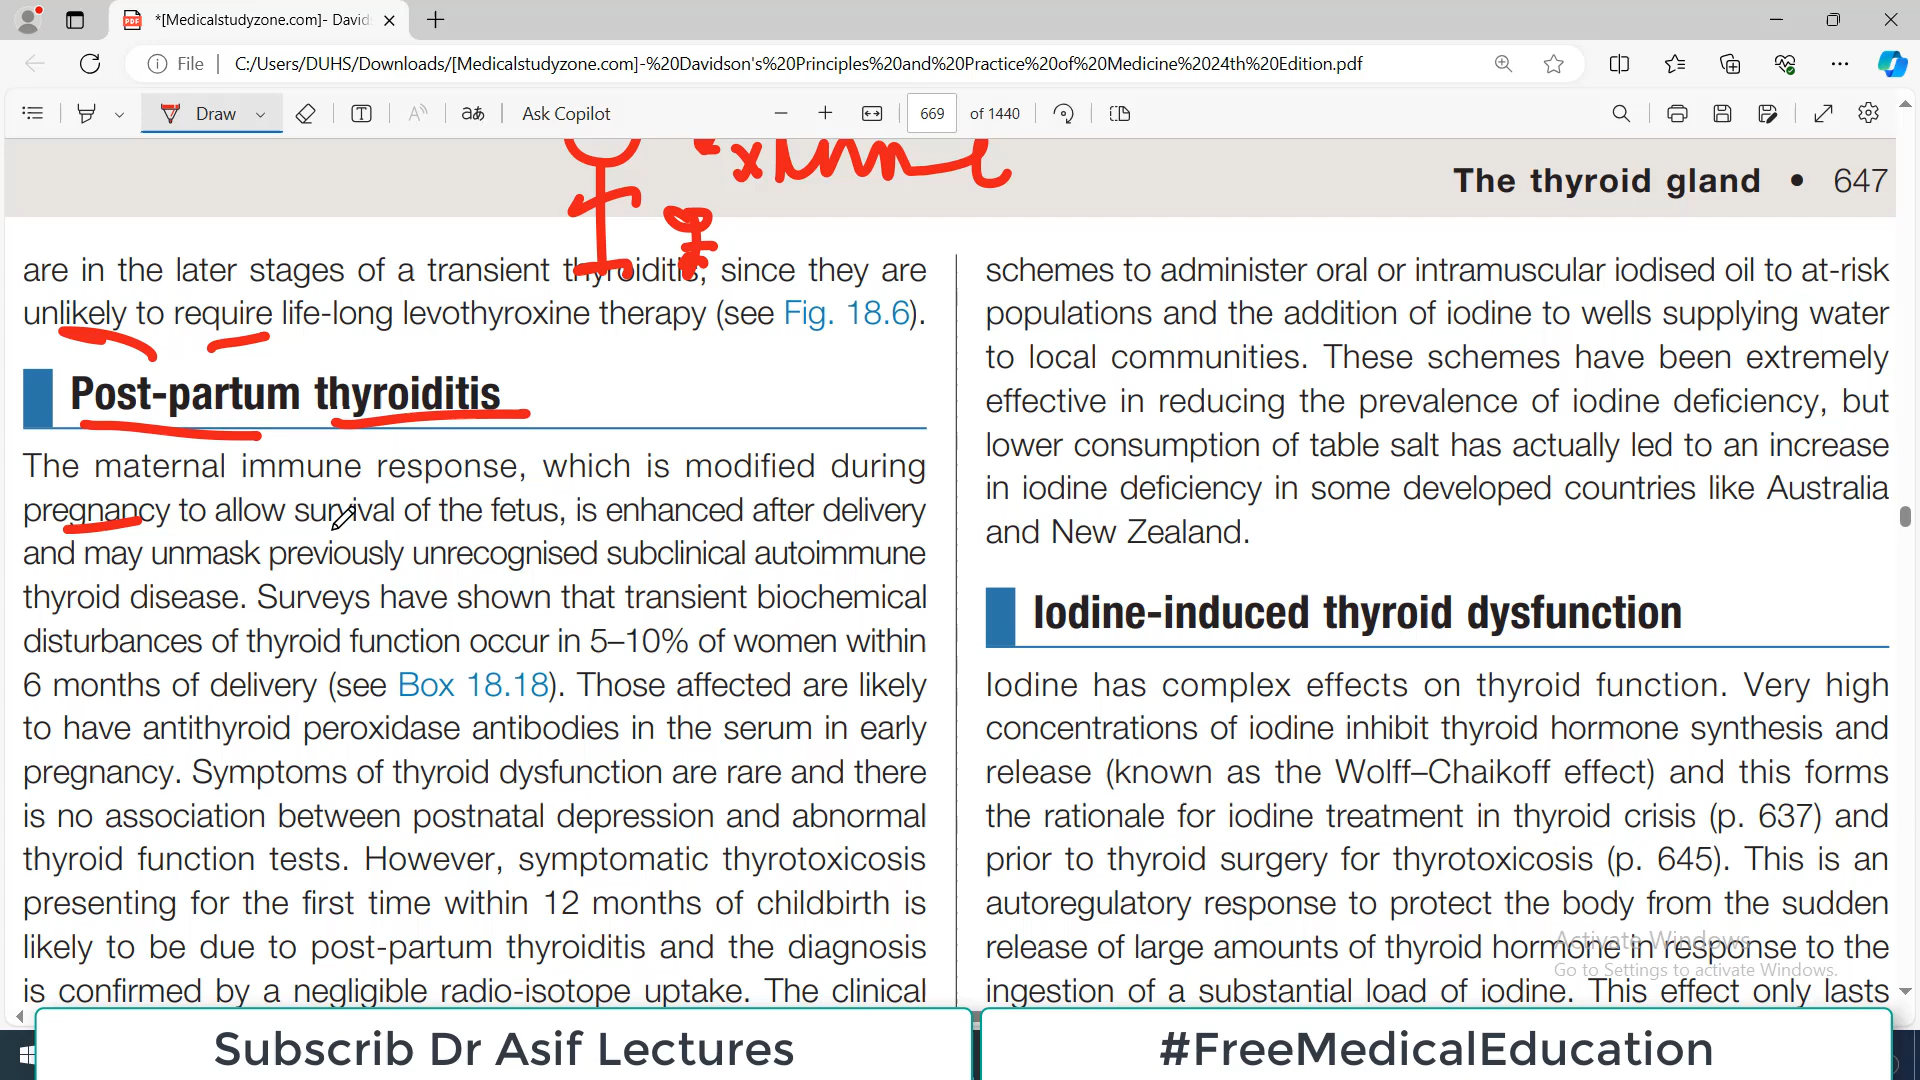 *[Medicalstudyzone.com]- David
File
C:/Users/DUHS/Downloads/[Medicalstudyzone.com]-%20Davidson's%20Principles%20and%20Practice%20of%20Medicine%2024th%20Edition.pdf
Draw
Ask Copilot
669 of 1440
The thyroid gland • 647
are in the later stages of a transient thyroiditis, since they are
unlikely to require life-long levothyroxine therapy (see Fig. 18.6).
Post-partum thyroiditis
The maternal immune response, which is modified during
pregnancy to allow survival of the fetus, is enhanced after delivery
and may unmask previously unrecognised subclinical autoimmune
thyroid disease. Surveys have shown that transient biochemical
disturbances of thyroid function occur in 5–10% of women within
6 months of delivery (see Box 18.18). Those affected are likely
to have antithyroid peroxidase antibodies in the serum in early
pregnancy. Symptoms of thyroid dysfunction are rare and there
is no association between postnatal depression and abnormal
thyroid function tests. However, symptomatic thyrotoxicosis
presenting for the first time within 12 months of childbirth is
likely to be due to post-partum thyroiditis and the diagnosis
is confirmed by a negligible radio-isotope uptake. The clinical
schemes to administer oral or intramuscular iodised oil to at-risk
populations and the addition of iodine to wells supplying water
to local communities. These schemes have been extremely
effective in reducing the prevalence of iodine deficiency, but
lower consumption of table salt has actually led to an increase
in iodine deficiency in some developed countries like Australia
and New Zealand.
Iodine-induced thyroid dysfunction
Iodine has complex effects on thyroid function. Very high
concentrations of iodine inhibit thyroid hormone synthesis and
release (known as the Wolff–Chaikoff effect) and this forms
the rationale for iodine treatment in thyroid crisis (p. 637) and
prior to thyroid surgery for thyrotoxicosis (p. 645). This is an
autoregulatory response to protect the body from the sudden
release of large amounts of thyroid hormone in response to the
ingestion of a substantial load of iodine. This effect only lasts
Activate Windows
Go to Settings to activate Windows.
Subscrib Dr Asif Lectures
#FreeMedicalEducation